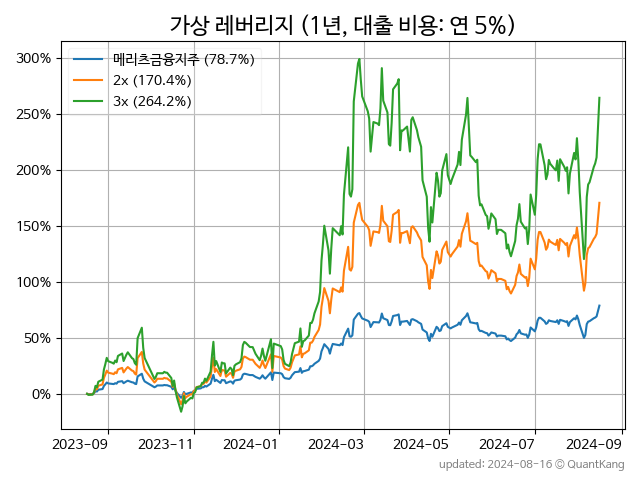 가상 레버리지 (1년, 대출 비용: 연 5%)
메리츠금융지주 (78.7%)
2x (170.4%)
3x (264.2%)
300%
250%
200%
150%
100%
50%
0%
2023-09 2023-11 2024-01 2024-03 2024-05 2024-07 2024-09
updated: 2024-08-16 © QuantKang